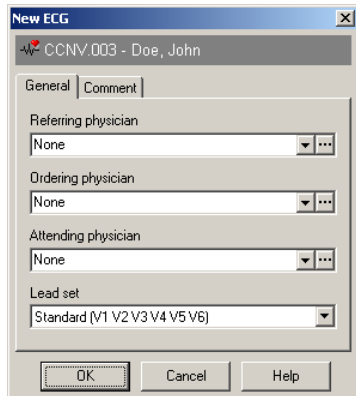 New ECG
CCNV.003 - Doe, John
General Comment
Referring physician
None
Ordering physician
None
Attending physician
None
Lead set
Standard (V1 V2 V3 V4 V5 V6)
OK Cancel Help